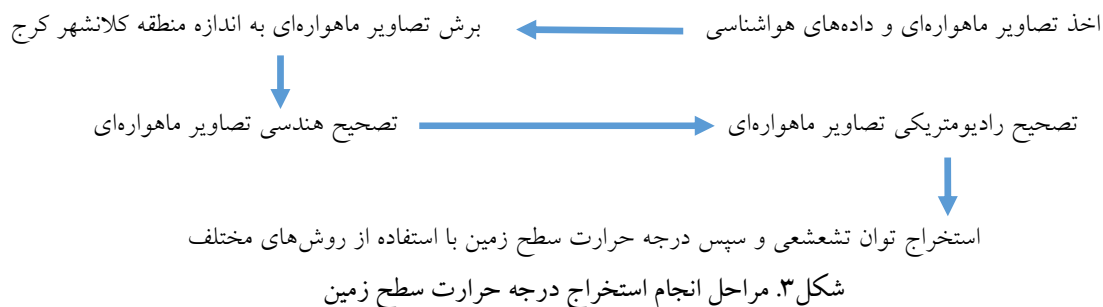 اخذ تصاویر ماهواره‌ای و داده‌های هواشناسی
برش تصاویر ماهواره‌ای به اندازه منطقه کلانشهر کرج
تصحیح هندسی تصاویر ماهواره‌ای
تصحیح رادیومتریکی تصاویر ماهواره‌ای
استخراج توان تشعشعی و سپس درجه حرارت سطح زمین با استفاده از روش‌های مختلف
شکل۳. مراحل انجام استخراج درجه حرارت سطح زمین